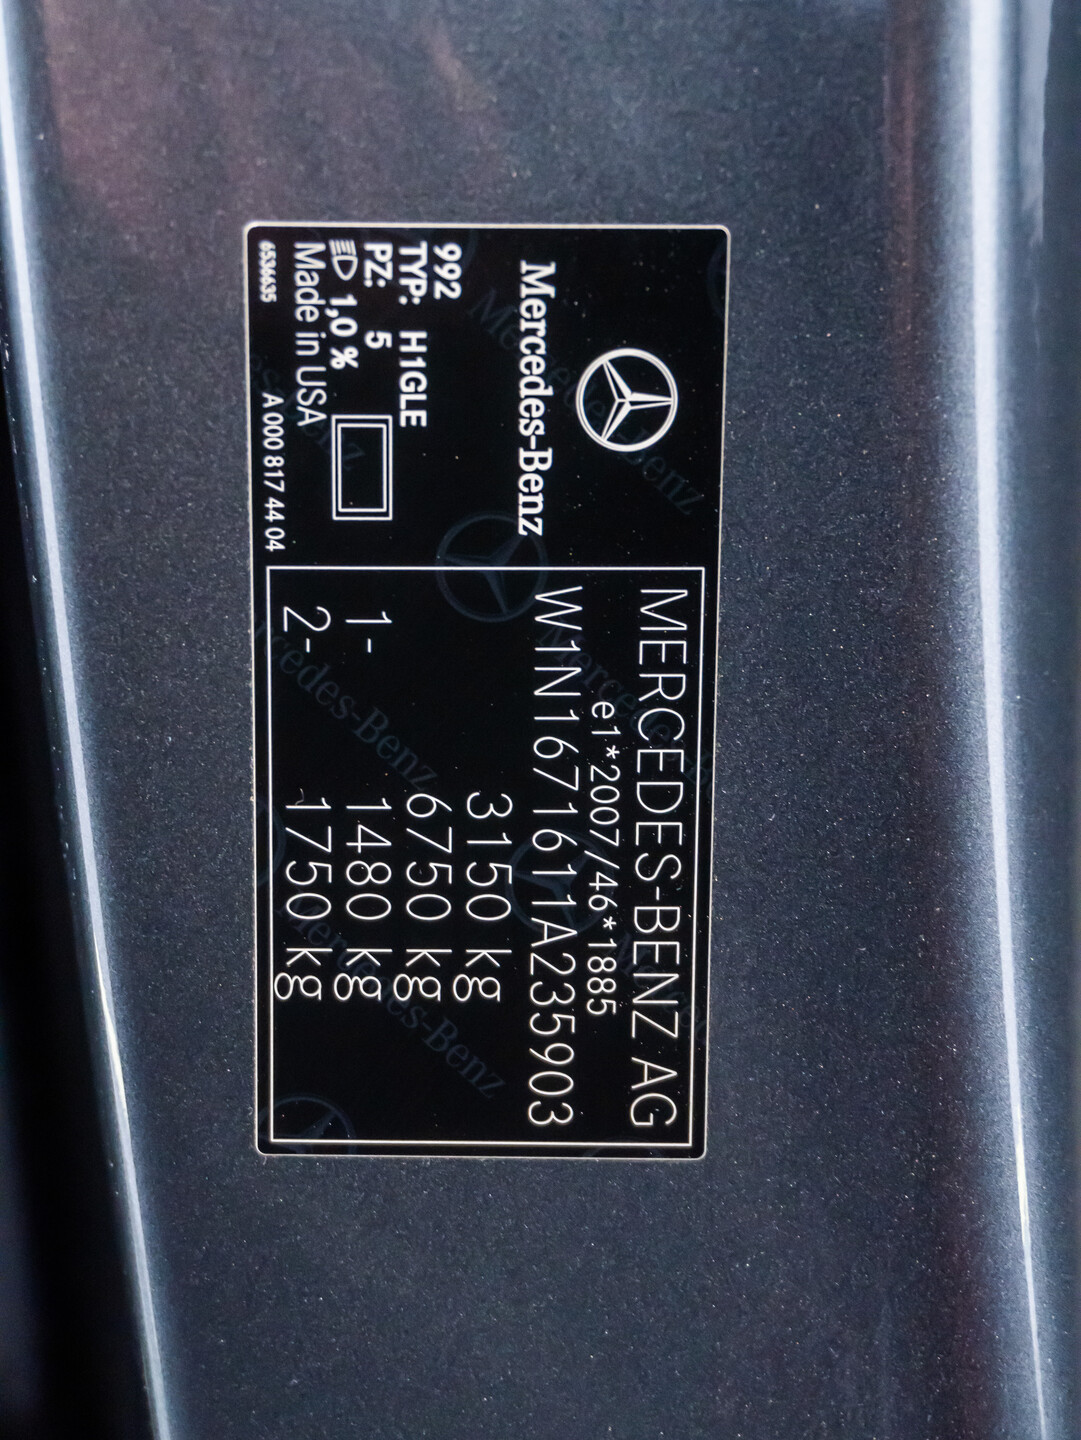 Mercedes-Benz
992
TYP: H1GLE
PZ: 5
1,0 %
Made in USA
6536635 A 000 817 44 04
MERCEDES-BENZ AG
e1*2007/46*1885
W1N1671611A235903
3150 kg
6750 kg
1- 1480 kg
2- 1750 kg